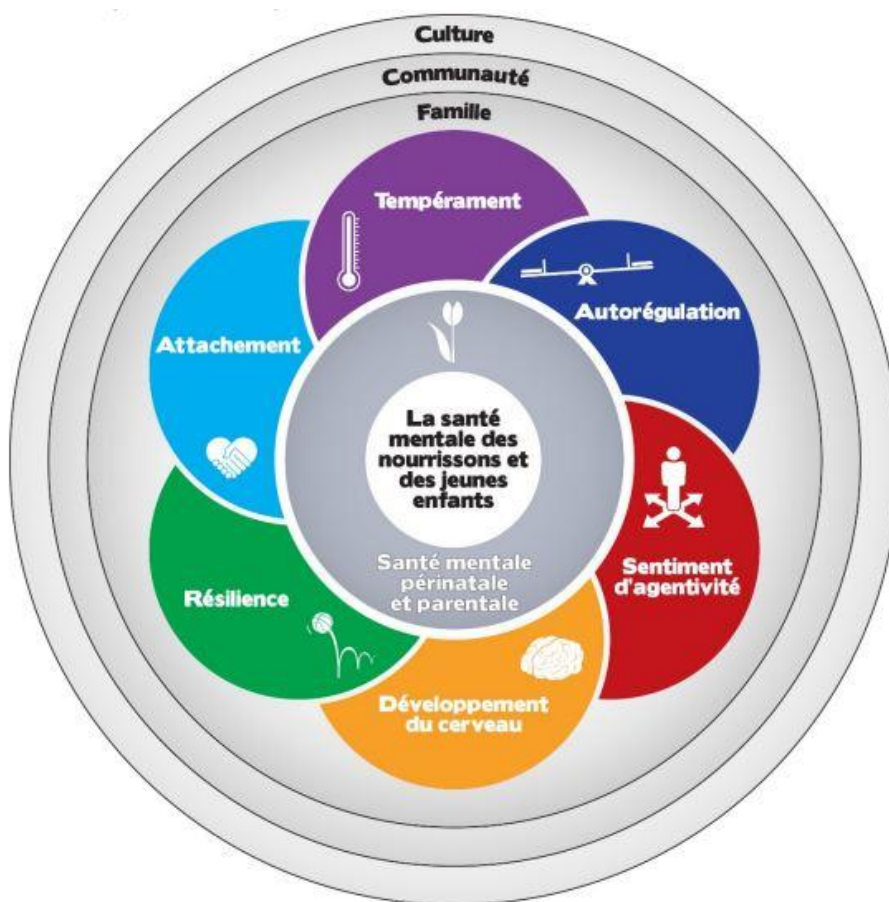 Culture
Communauté
Famille
Tempérament
Autorégulation
Attachement
La santé
mentale des
nourrissons et
des jeunes
enfants
Sentiment
d'agentivité
Santé mentale
périnatale
et parentale
Résilience
Développement
du cerveau